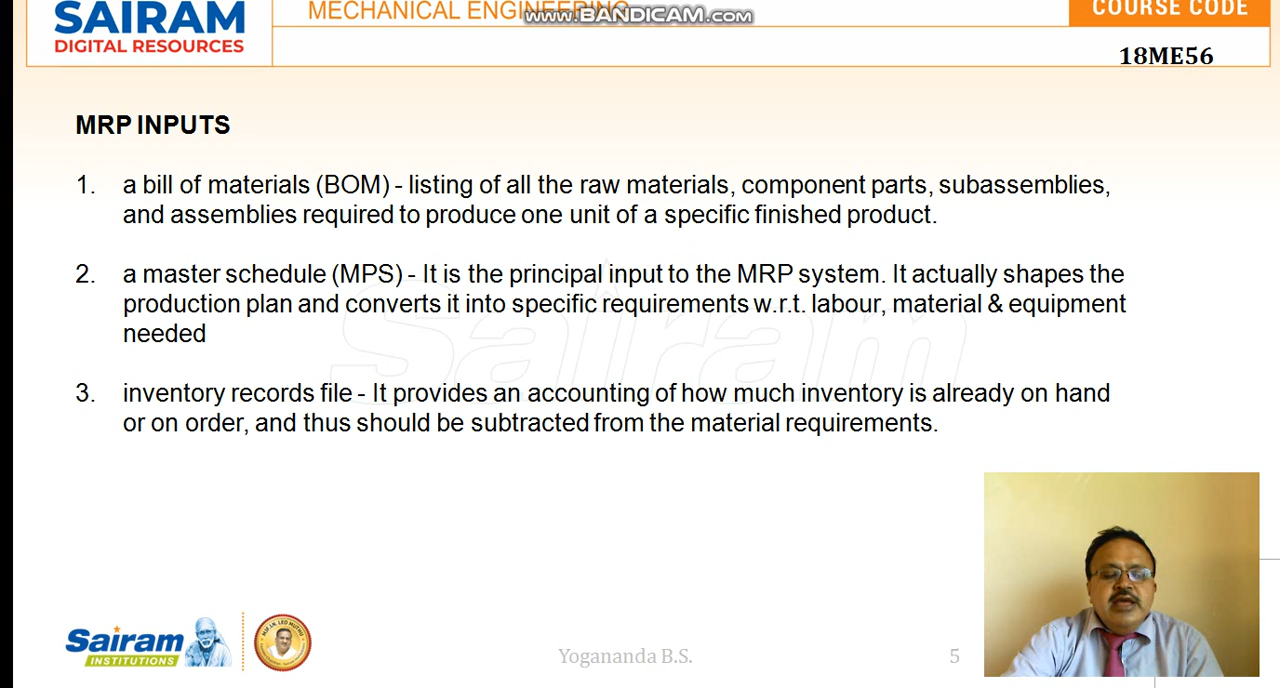 SAIRAM
DIGITAL RESOURCES
MECHANICAL ENGINEERING
www.BANDICAM.com
COURSE CODE
18ME56
MRP INPUTS
1. a bill of materials (BOM) - listing of all the raw materials, component parts, subassemblies,
and assemblies required to produce one unit of a specific finished product.
2. a master schedule (MPS) - It is the principal input to the MRP system. It actually shapes the
production plan and converts it into specific requirements w.r.t. labour, material & equipment
needed
3. inventory records file - It provides an accounting of how much inventory is already on hand
or on order, and thus should be subtracted from the material requirements.
Sairam
Sairam
INSTITUTIONS
Yogananda B.S.
5